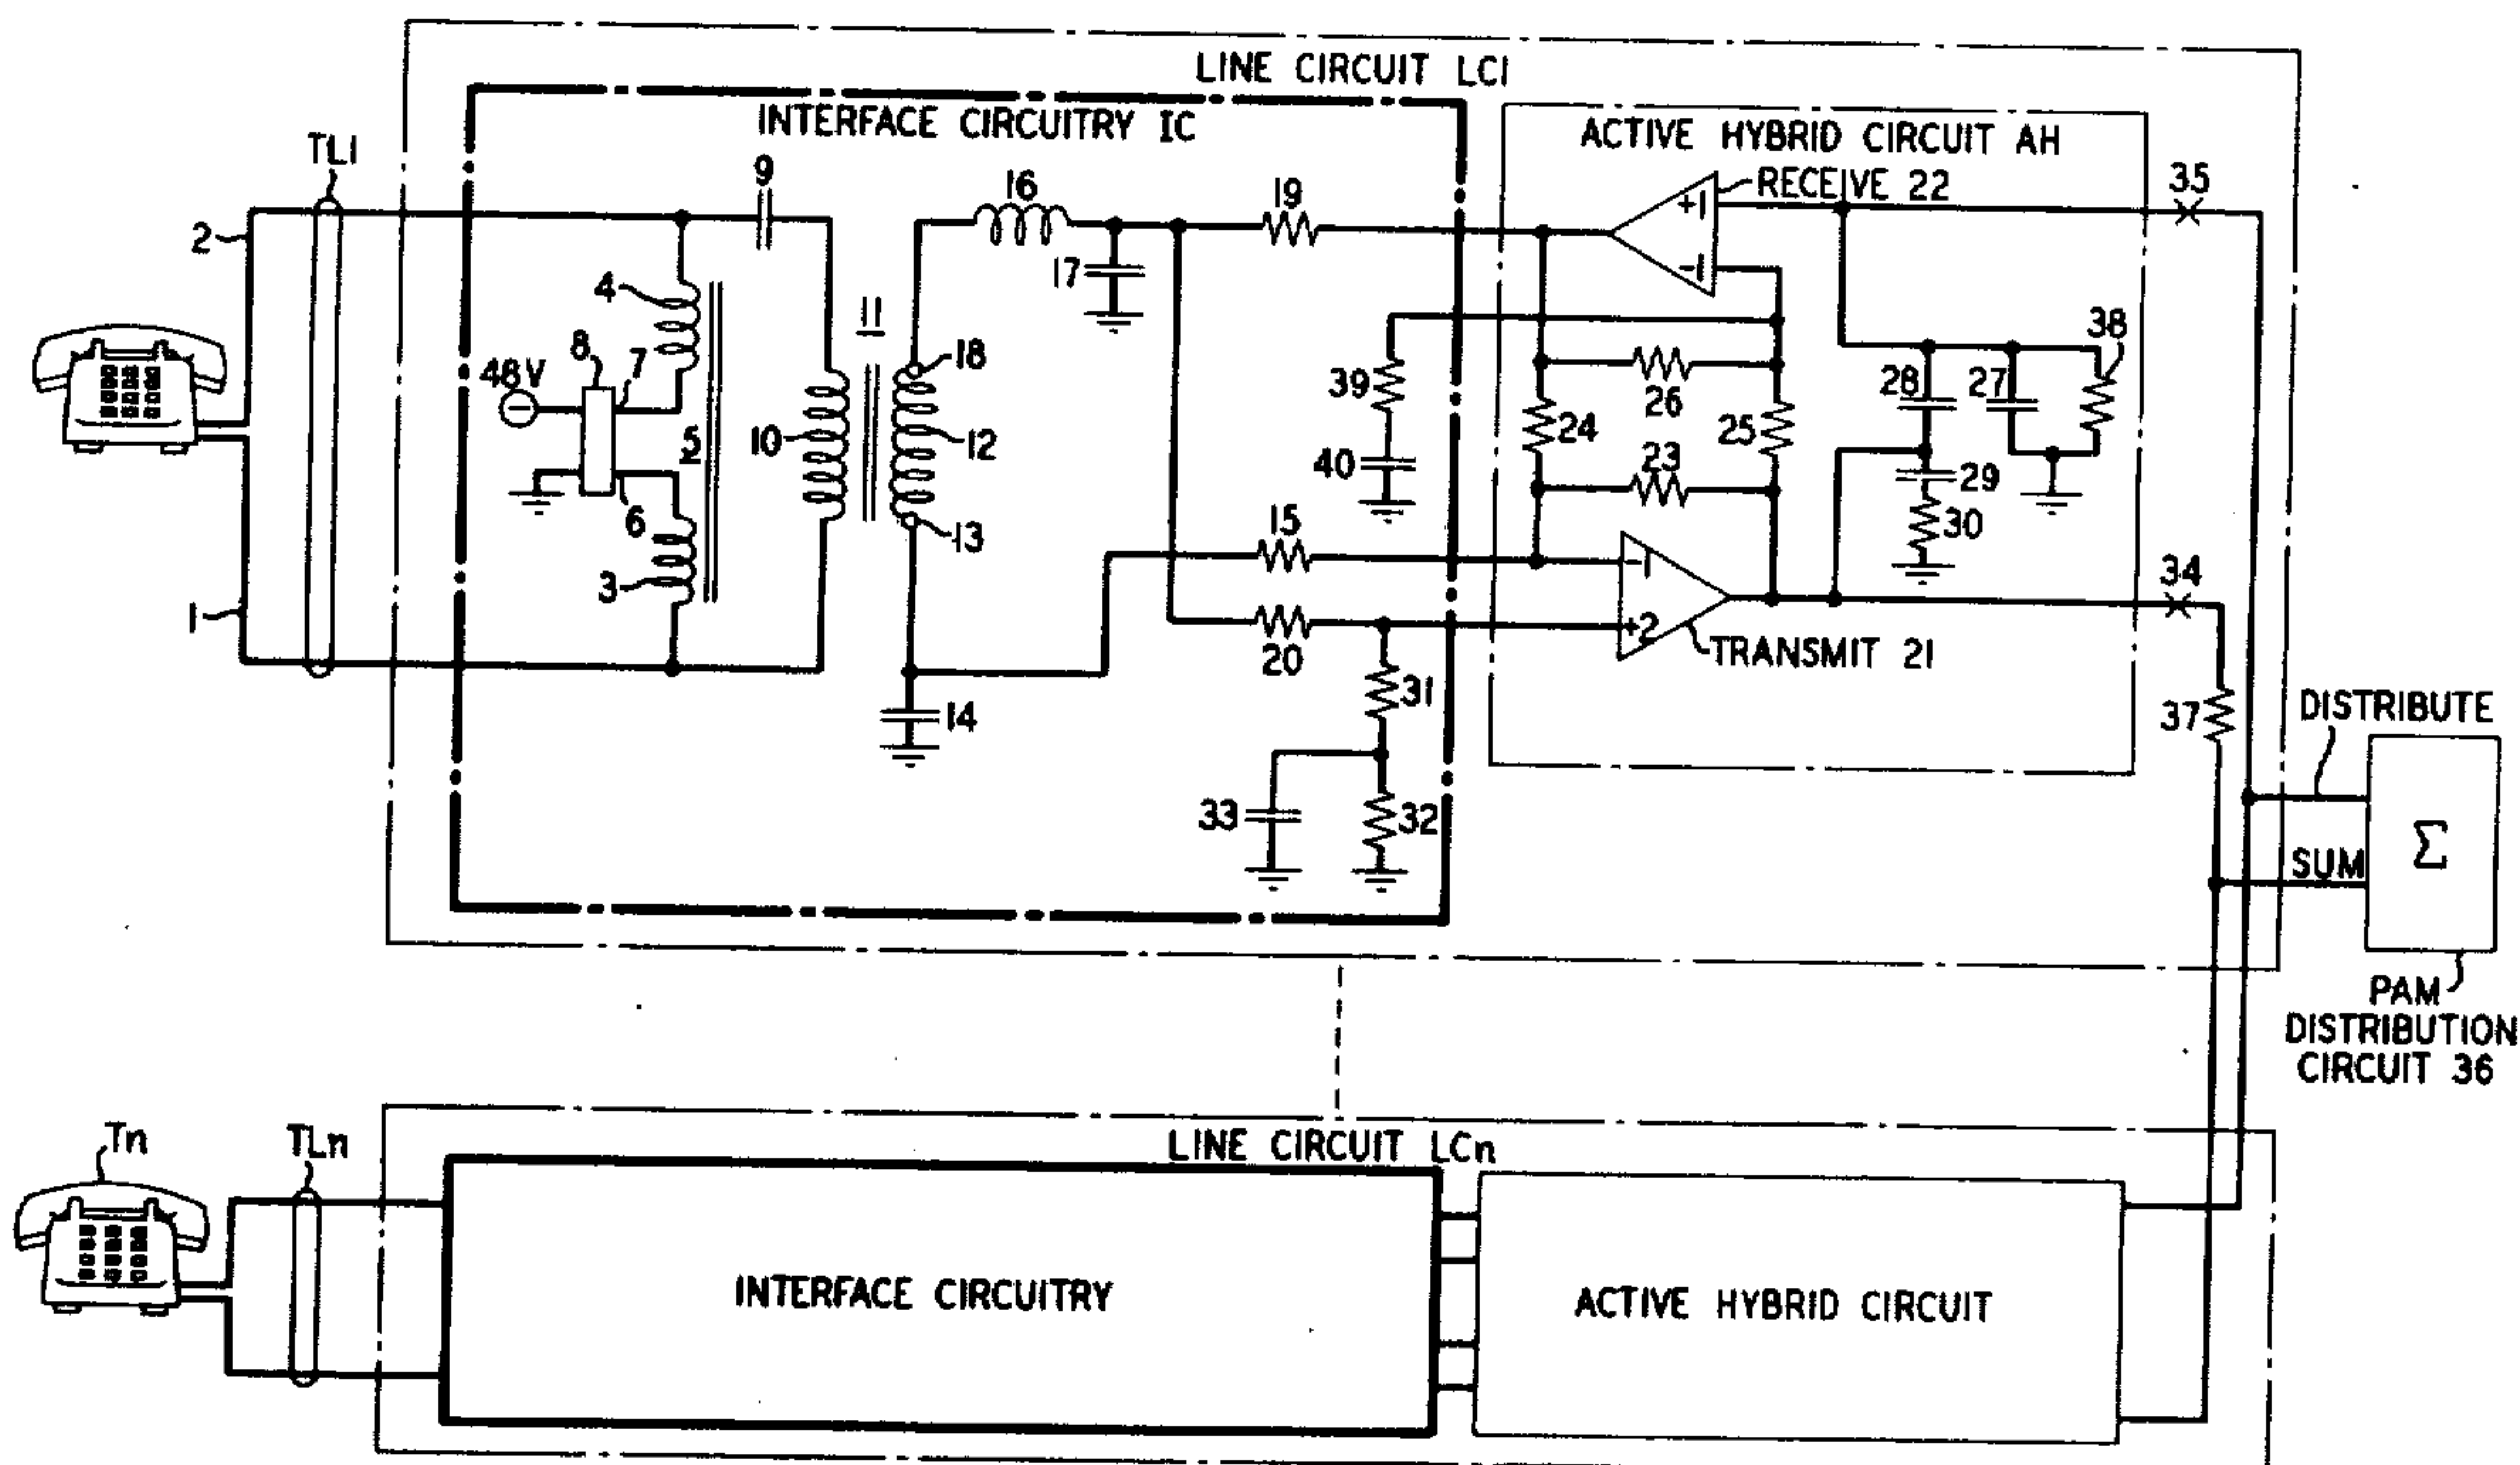 LINE CIRCUIT LC1
INTERFACE CIRCUITRY IC
ACTIVE HYBRID CIRCUIT AH
TL1
9
16
19
RECEIVE 22
35
2
+1
-1
17
4
8
7
11
18
38
48V
39
26
28
27
5
10
12
24
25
40
23
29
6
13
15
30
3
-1
34
1
+2
20
TRANSMIT 21
31
14
37
DISTRIBUTE
33
32
Σ
SUM
PAM
DISTRIBUTION
CIRCUIT 36
Tn
TLn
LINE CIRCUIT LCn
INTERFACE CIRCUITRY
ACTIVE HYBRID CIRCUIT